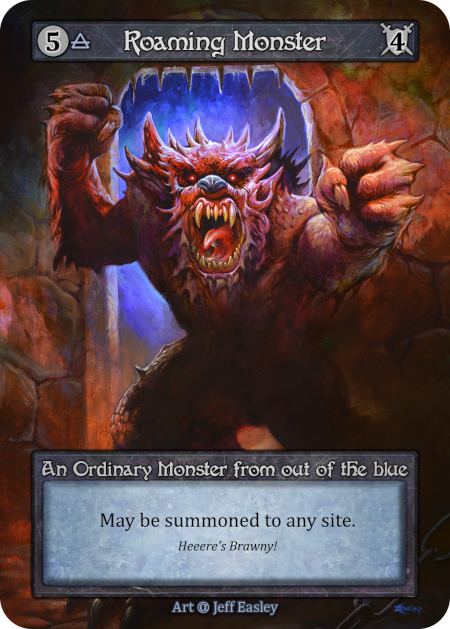 5 Roaming Monster 4
An Ordinary Monster from out of the blue
May be summoned to any site.
Heeere's Brawny!
Art @ Jeff Easley